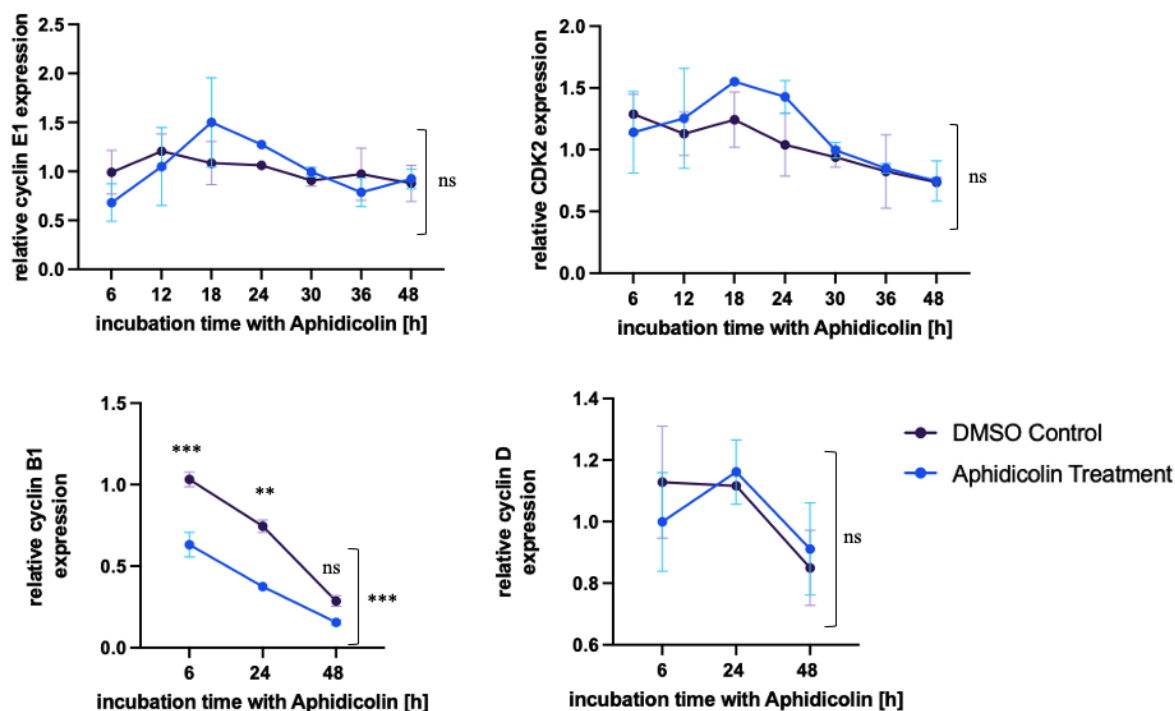 relative cyclin E1 expression
2.5
2.0
1.5
1.0
0.5
0.0
6 12 18 24 30 36 48
incubation time with Aphidicolin [h]
ns
relative CDK2 expression
2.0
1.5
1.0
0.5
0.0
6 12 18 24 30 36 48
incubation time with Aphidicolin [h]
ns
relative cyclin B1
expression
1.5
1.0
0.5
0.0
***
**
ns
***
6 24 48
incubation time with Aphidicolin [h]
relative cyclin D
expression
1.4
1.2
1.0
0.8
0.6
ns
6 24 48
incubation time with Aphidicolin [h]
DMSO Control
Aphidicolin Treatment